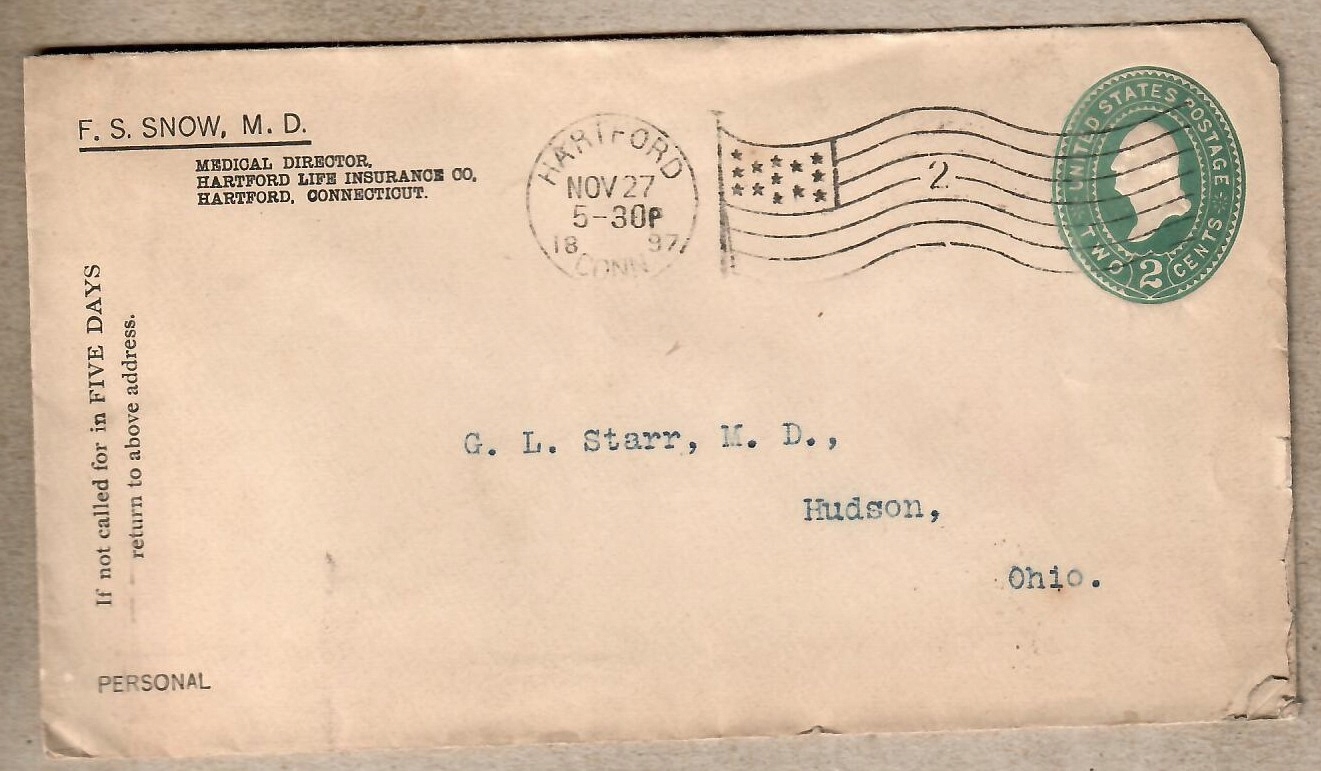 F. S. SNOW, M. D.
MEDICAL DIRECTOR,
HARTFORD LIFE INSURANCE CO.
HARTFORD, CONNECTICUT.
HARTFORD
NOV 27
5-30P
18 97
CONN
2
UNITED STATES POSTAGE
TWO 2 CENTS
If not called for in FIVE DAYS
return to above address.
G. L. Starr, M. D.,
Hudson,
Ohio.
PERSONAL